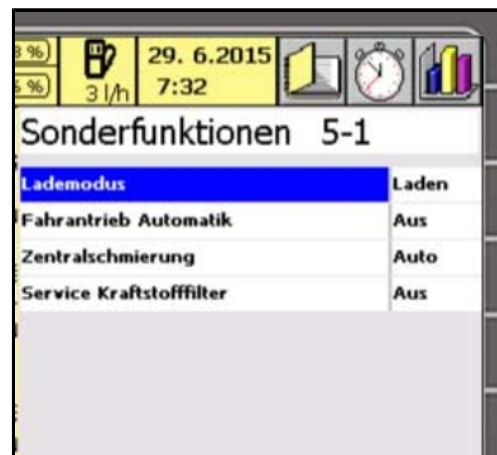 3 %)
5 %)
3 l/h
29. 6.2015
7:32
Sonderfunktionen 5-1
Lademodus Laden
Fahrantrieb Automatik Aus
Zentralschmierung Auto
Service Kraftstofffilter Aus